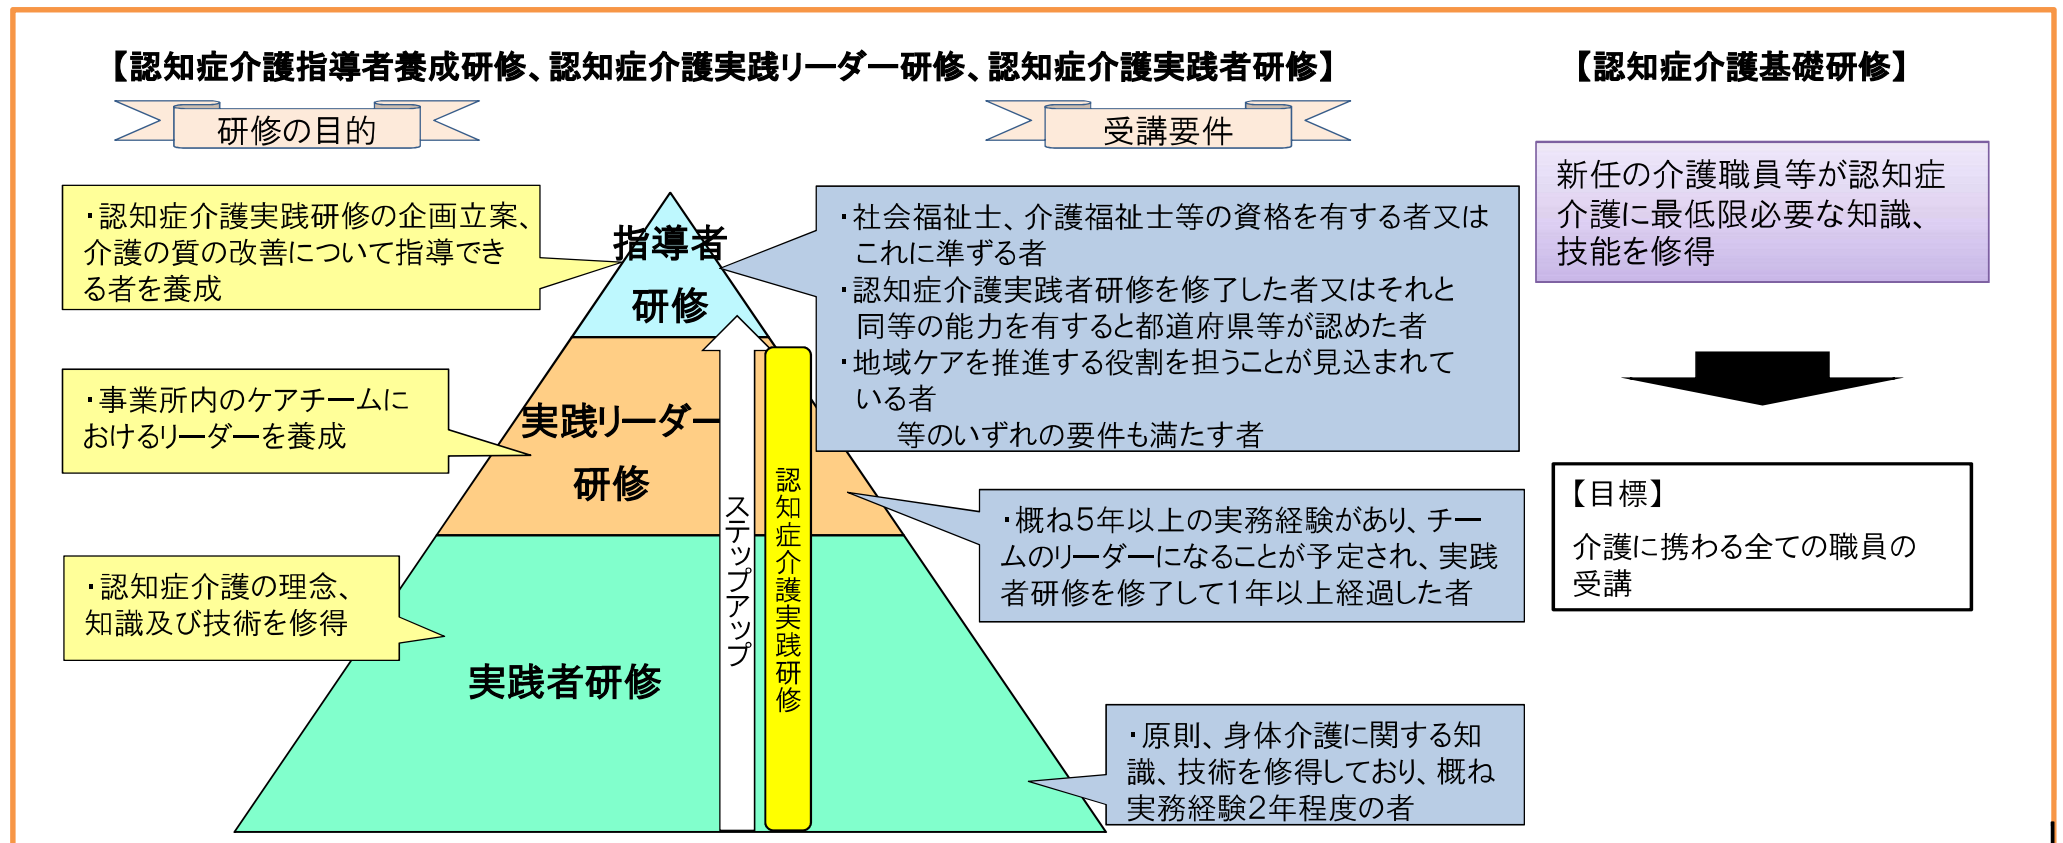 【認知症介護指導者養成研修、認知症介護実践リーダー研修、認知症介護実践者研修】
研修の目的
受講要件
・認知症介護実践研修の企画立案、
介護の質の改善について指導でき
る者を養成
指導者
研修
・社会福祉士、介護福祉士等の資格を有する者又は
これに準ずる者
・認知症介護実践者研修を修了した者又はそれと
同等の能力を有すると都道府県等が認めた者
・地域ケアを推進する役割を担うことが見込まれて
いる者
等のいずれの要件も満たす者
・事業所内のケアチームに
おけるリーダーを養成
実践リーダー
研修
・概ね5年以上の実務経験があり、チー
ムのリーダーになることが予定され、実践
者研修を修了して1年以上経過した者
・認知症介護の理念、
知識及び技術を修得
実践者研修
ステップアップ
認知症介護実践研修
・原則、身体介護に関する知
識、技術を修得しており、概ね
実務経験2年程度の者
【認知症介護基礎研修】
新任の介護職員等が認知症
介護に最低限必要な知識、
技能を修得
【目標】
介護に携わる全ての職員の
受講